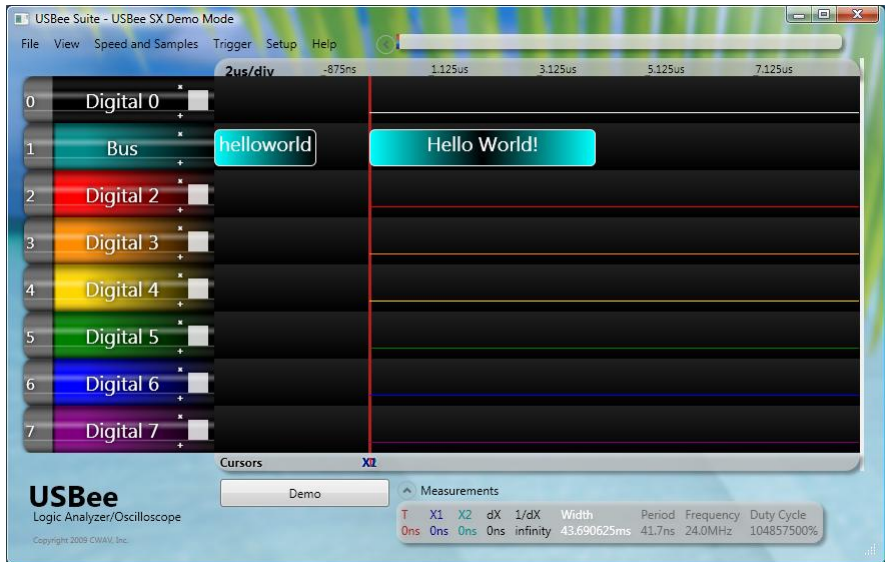 USBee Suite - USBee SX Demo Mode
File View Speed and Samples Trigger Setup Help
2us/div -875ns 1.125us 3.125us 5.125us 7.125us
0 Digital 0
1 Bus helloworld Hello World!
2 Digital 2
3 Digital 3
4 Digital 4
5 Digital 5
6 Digital 6
7 Digital 7
Cursors
Demo
Measurements
USBee
Logic Analyzer/Oscilloscope
Copyright 2009 CWAV, Inc.
T X1 X2 dX 1/dX Width Period Frequency Duty Cycle
0ns 0ns 0ns 0ns infinity 43.690625ms 41.7ns 24.0MHz 104857500%